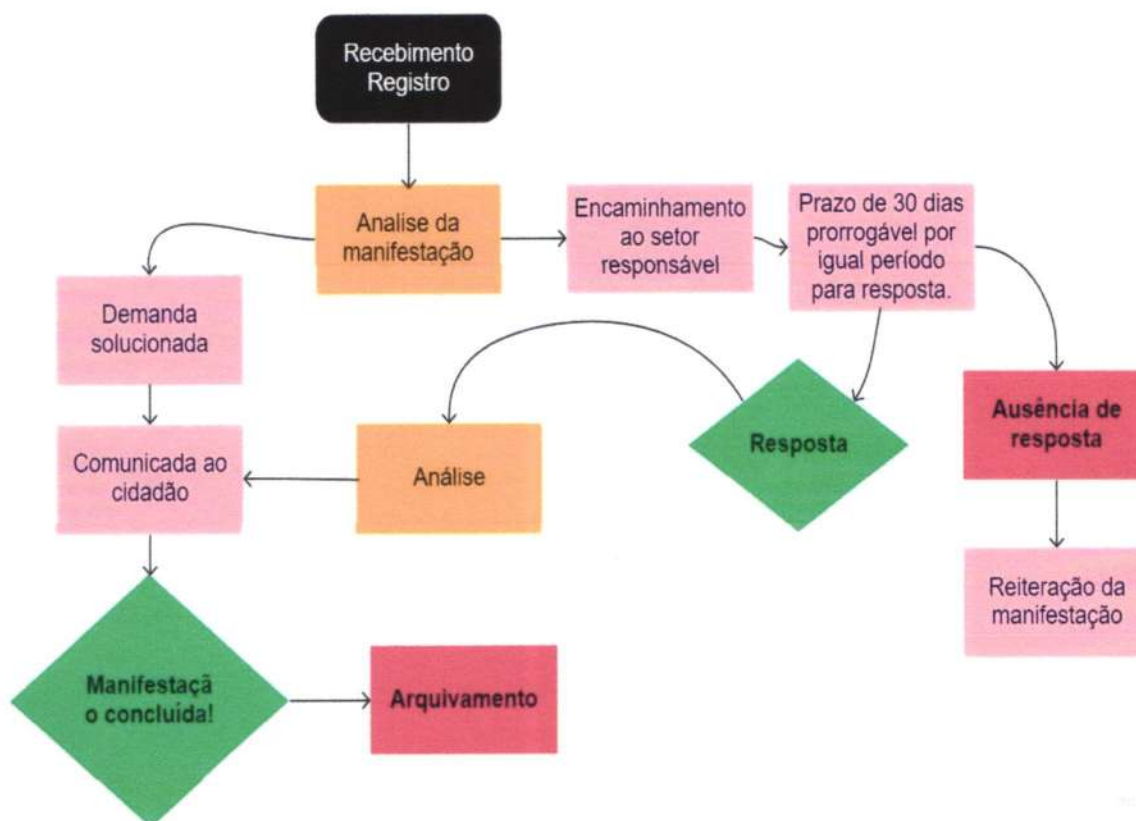 Recebimento
Registro
Analise da
manifestação
Encaminhamento
ao setor
responsável
Prazo de 30 dias
prorrogável por
igual período
para resposta.
Demanda
solucionada
Resposta
Ausência de
resposta
Comunicada ao
cidadão
Análise
Reiteração da
manifestação
Manifestaçã
o concluída!
Arquivamento